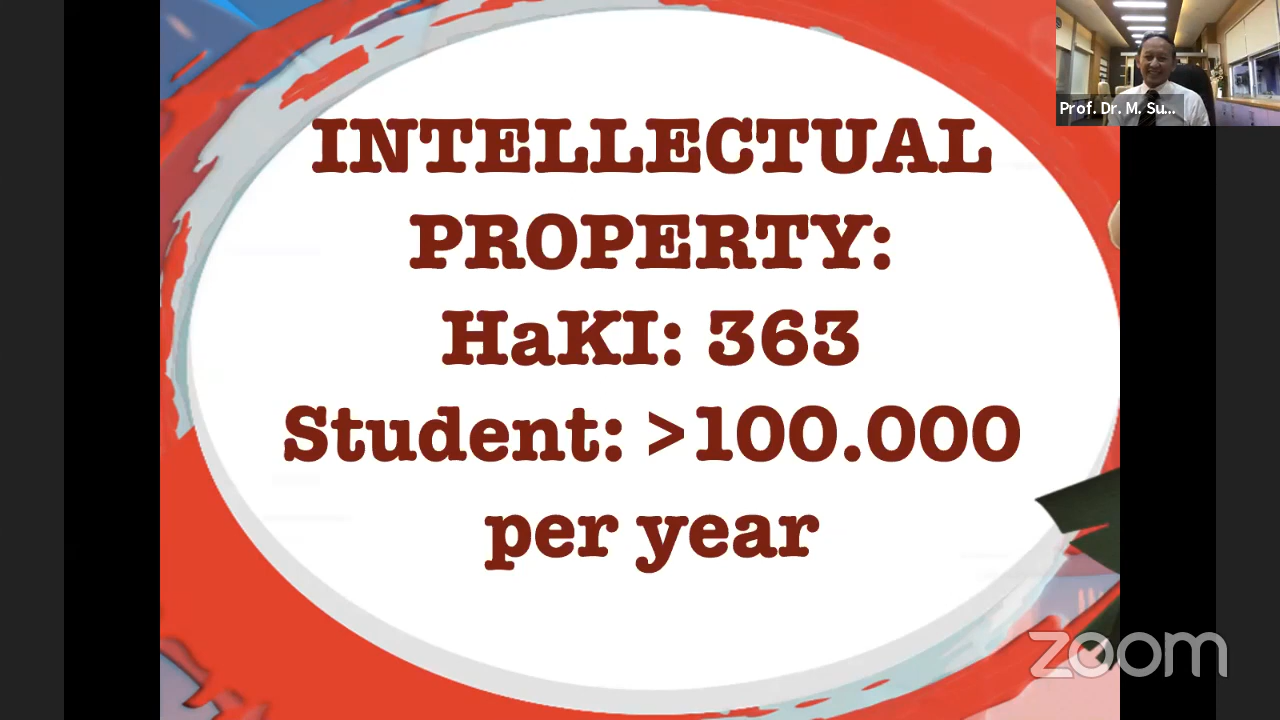 INTELLECTUAL
PROPERTY:
HaKI: 363
Student: >100.000
per year
Prof. Dr. M. Su...
zoom